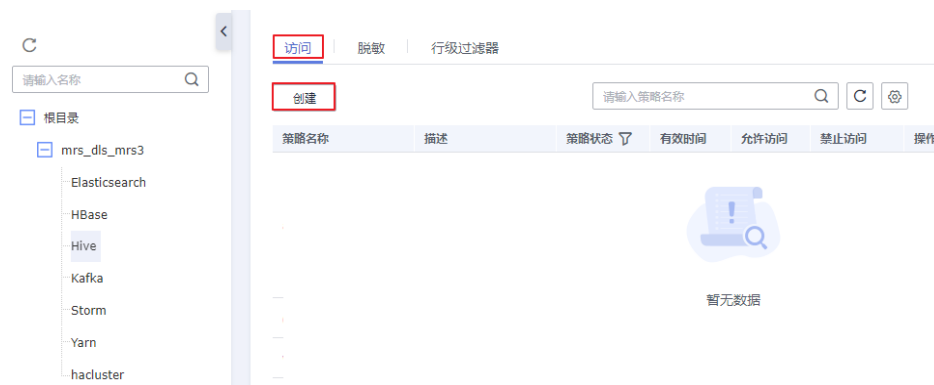 请输入名称
根目录
mrs_dls_mrs3
Elasticsearch
HBase
Hive
Kafka
Storm
Yarn
hacluster
访问 脱敏 行级过滤器
创建 请输入策略名称
策略名称 描述 策略状态 有效时间 允许访问 禁止访问 操作
暂无数据